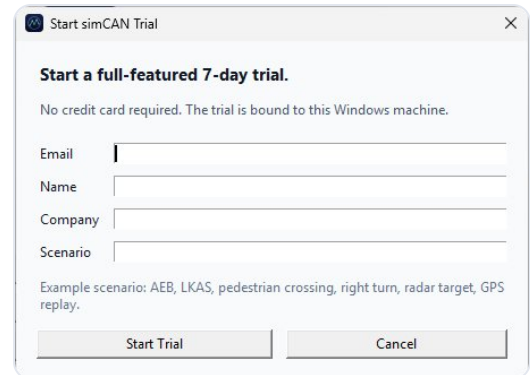 Start simCAN Trial
Start a full-featured 7-day trial.
No credit card required. The trial is bound to this Windows machine.
Email
Name
Company
Scenario
Example scenario: AEB, LKAS, pedestrian crossing, right turn, radar target, GPS
replay.
Start Trial
Cancel